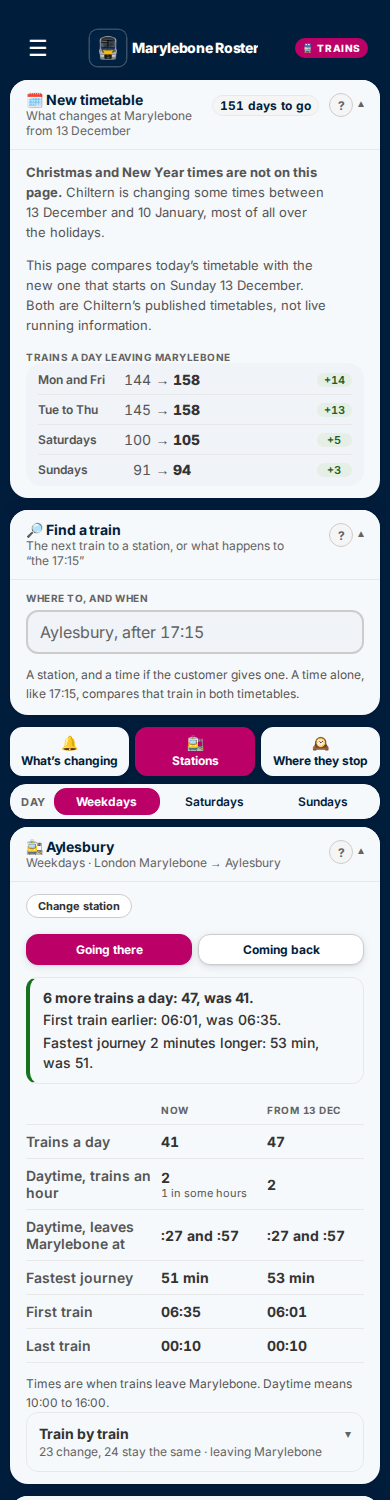 ☰ Marylebone Roster TRAINS
New timetable
What changes at Marylebone
from 13 December
151 days to go
?
Christmas and New Year times are not on this
page. Chiltern is changing some times between
13 December and 10 January, most of all over
the holidays.
This page compares today's timetable with the
new one that starts on Sunday 13 December.
Both are Chiltern's published timetables, not live
running information.
TRAINS A DAY LEAVING MARYLEBONE
Mon and Fri 144 → 158 +14
Tue to Thu 145 → 158 +13
Saturdays 100 → 105 +5
Sundays 91 → 94 +3
Find a train
The next train to a station, or what happens to
“the 17:15”
?
WHERE TO, AND WHEN
Aylesbury, after 17:15
A station, and a time if the customer gives one. A time alone,
like 17:15, compares that train in both timetables.
What's changing
Stations
Where they stop
DAY Weekdays Saturdays Sundays
Aylesbury
Weekdays · London Marylebone → Aylesbury
?
Change station
Going there
Coming back
6 more trains a day: 47, was 41.
First train earlier: 06:01, was 06:35.
Fastest journey 2 minutes longer: 53 min,
was 51.
NOW FROM 13 DEC
Trains a day 41 47
Daytime, trains an
hour
2
1 in some hours
2
Daytime, leaves
Marylebone at
:27 and :57 :27 and :57
Fastest journey 51 min 53 min
First train 06:35 06:01
Last train 00:10 00:10
Times are when trains leave Marylebone. Daytime means
10:00 to 16:00.
Train by train
23 change, 24 stay the same · leaving Marylebone